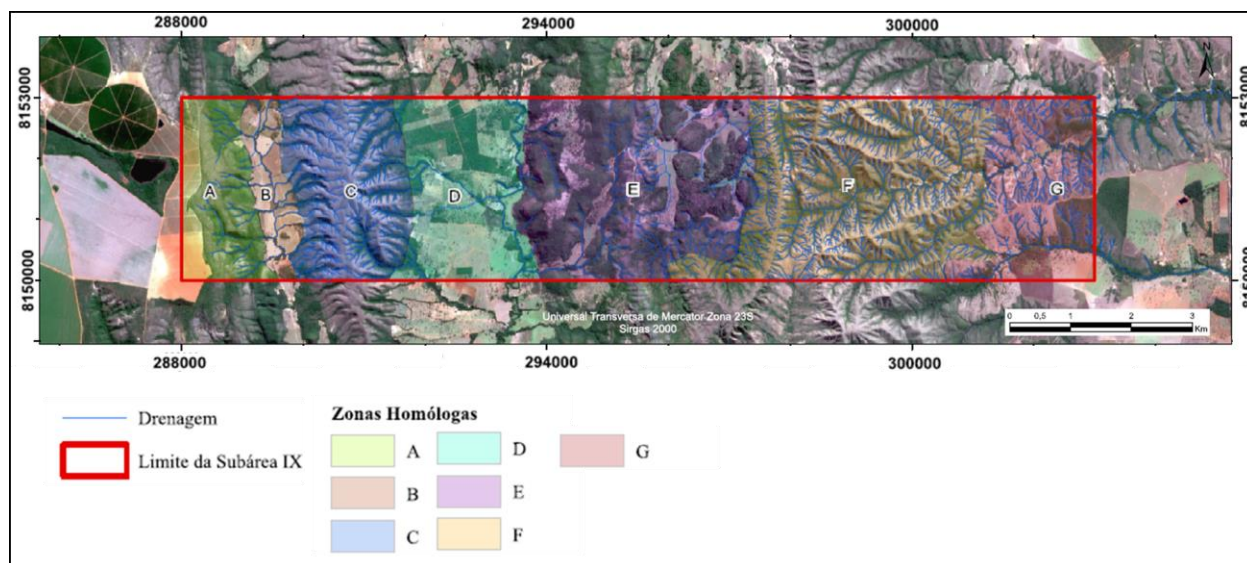 288000 294000 300000
N
8153000 8153000
A B C D E F G
8150000 8150000
Universal Transversa de Mercator Zona 23S
Sirgas 2000
0 0,5 1 2 3
Km
288000 294000 300000
Drenagem
Limite da Subárea IX
Zonas Homólogas
A D G
B E
C F